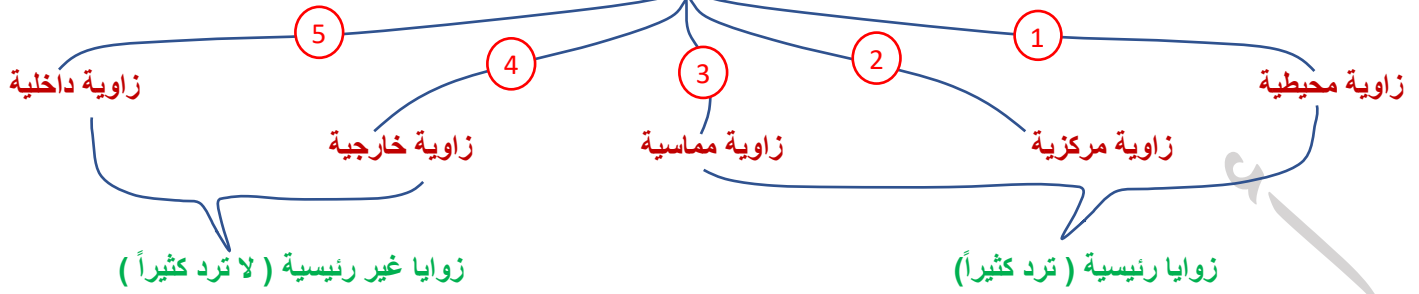 1
2
3
4
5
زاوية محيطية
زاوية مركزية
زاوية مماسية
زاوية خارجية
زاوية داخلية
زوايا رئيسية ( ترد كثيراً)
زوايا غير رئيسية ( لا ترد كثيراً )